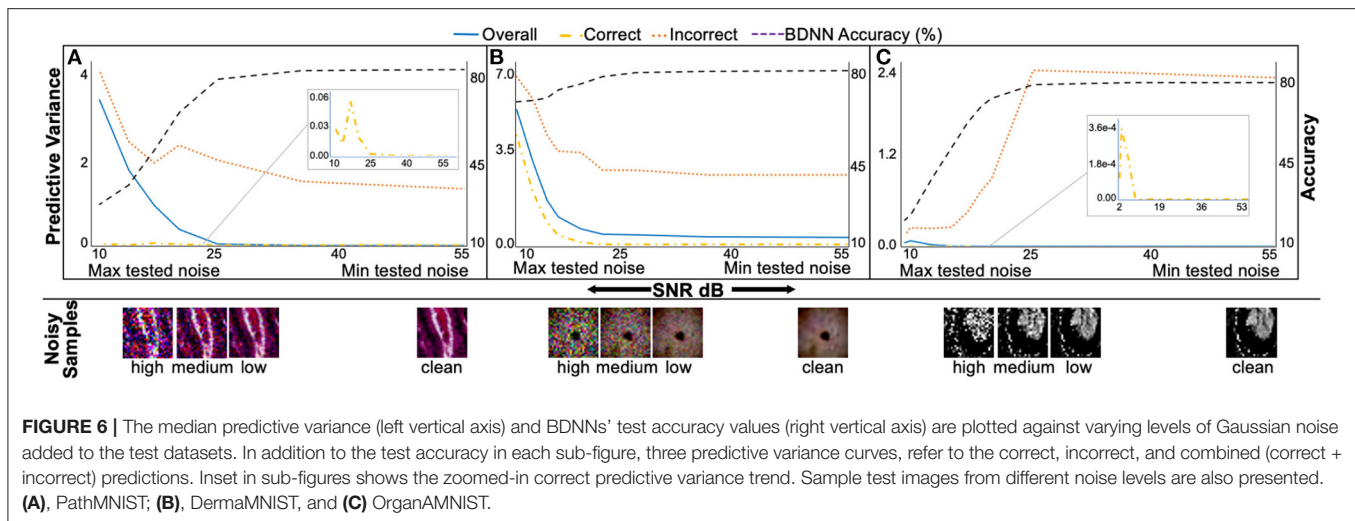 Overall Correct Incorrect BDNN Accuracy (%)
A
B
C
Predictive Variance
4
2
0
80
45
10
0.06
0.03
0.00
10 25 40 55
10 25 55
Max tested noise Min tested noise
7.0
3.5
0.0
80
45
10
10 25 55
Max tested noise Min tested noise
2.4
1.2
0.0
80
45
10
3.6e-4
1.8e-4
0.00
2 19 36 53
10 25 55
Max tested noise Min tested noise
Accuracy
SNR dB
Noisy
Samples
high medium low clean
high medium low clean
high medium low clean
FIGURE 6 | The median predictive variance (left vertical axis) and BDNNs' test accuracy values (right vertical axis) are plotted against varying levels of Gaussian noise
added to the test datasets. In addition to the test accuracy in each sub-figure, three predictive variance curves, refer to the correct, incorrect, and combined (correct +
incorrect) predictions. Inset in sub-figures shows the zoomed-in correct predictive variance trend. Sample test images from different noise levels are also presented.
(A), PathMNIST; (B), DermaMNIST, and (C) OrganAMNIST.